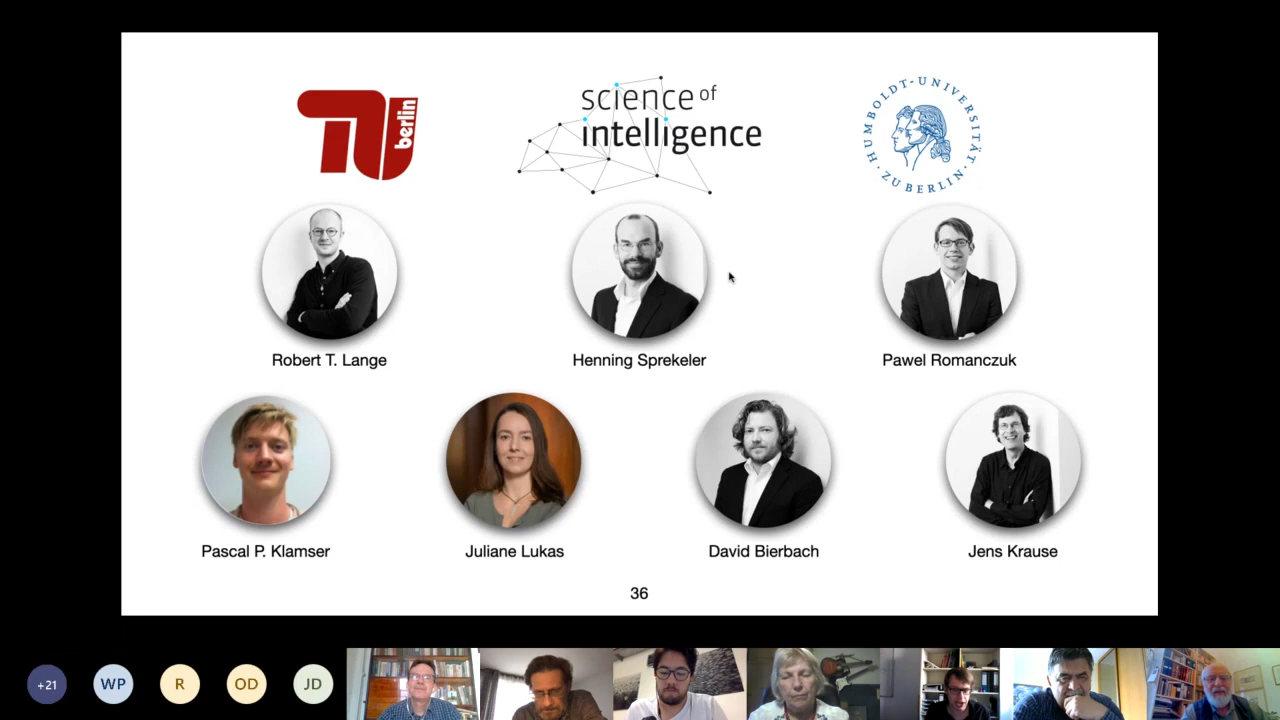 TU berlin
science of
intelligence
HUMBOLDT-UNIVERSITÄT · ZU BERLIN ·
Robert T. Lange
Henning Sprekeler
Pawel Romanczuk
Pascal P. Klamser
Juliane Lukas
David Bierbach
Jens Krause
36
+21
WP
R
OD
JD